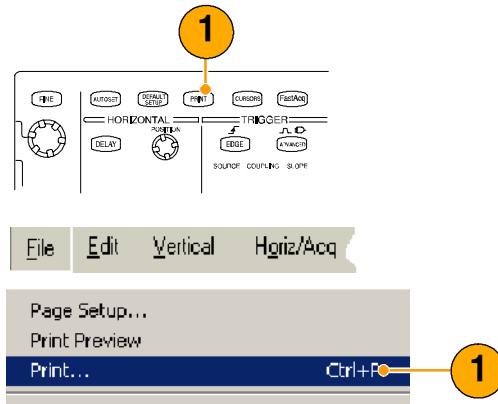 1
FINE AUTOSET DEFAULT SETUP PRINT CURSORS FastAcq
HORIZONTAL TRIGGER
POSITION
DELAY EDGE ADVANCED
SOURCE COUPLING SLOPE
File Edit Vertical Horiz/Acq
Page Setup...
Print Preview
Print... Ctrl+P
1